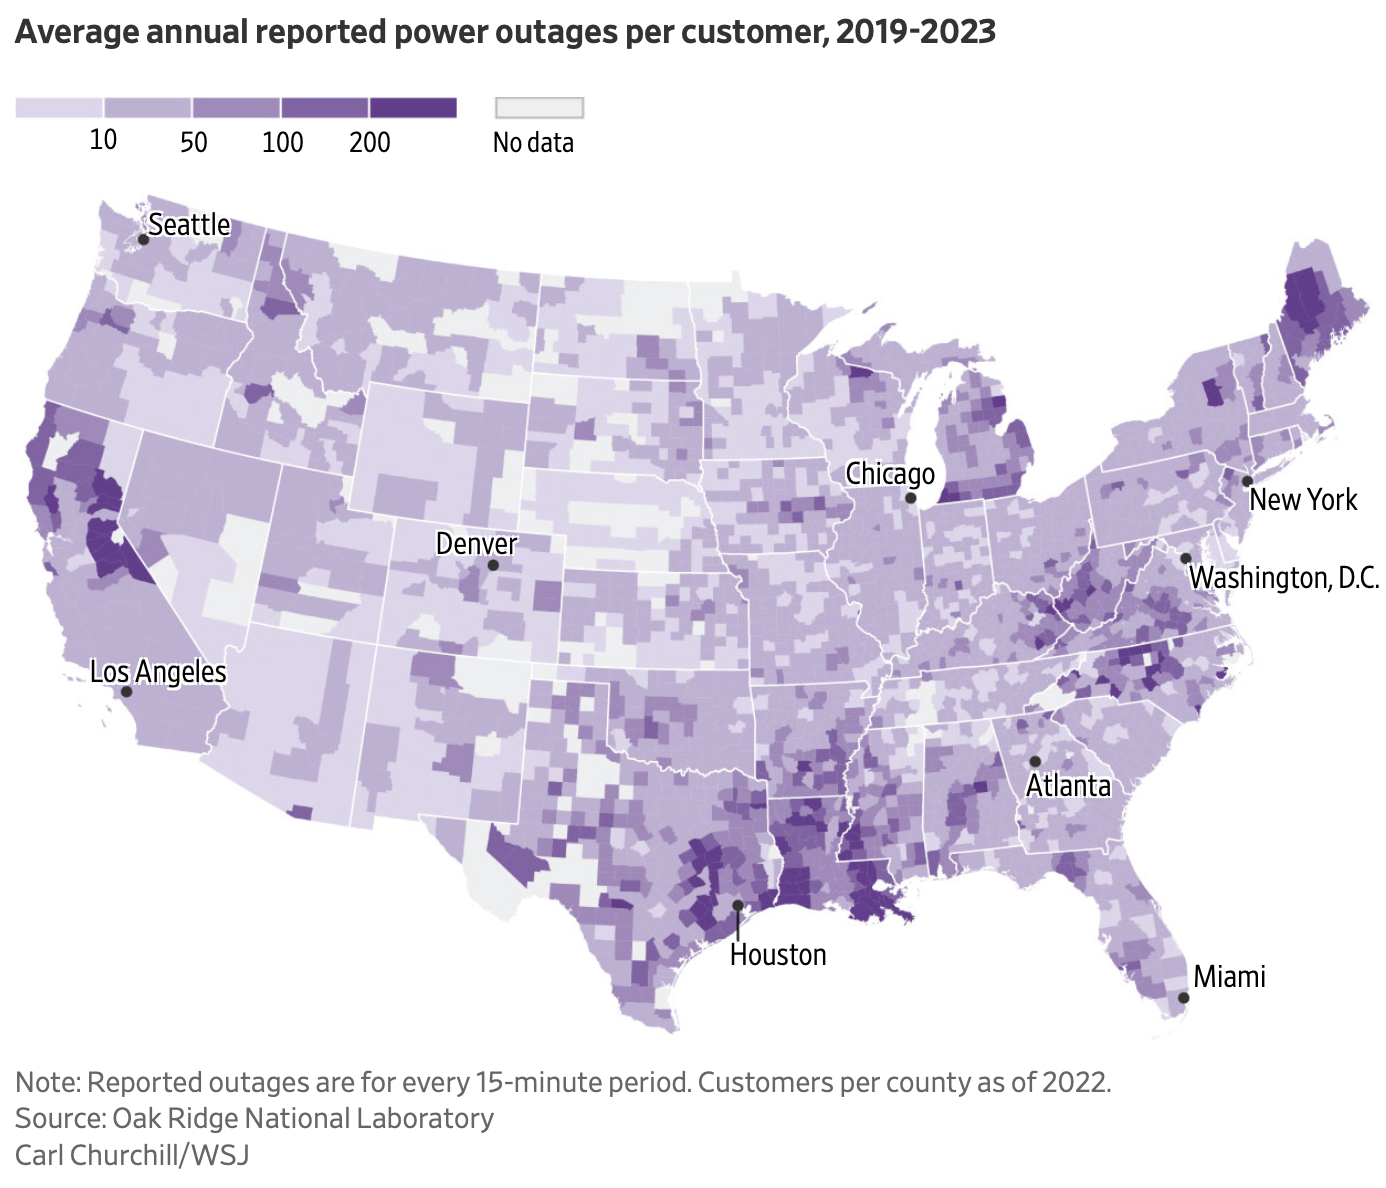 Average annual reported power outages per customer, 2019-2023
10 50 100 200 No data
Seattle
Chicago
New York
Denver
Washington, D.C.
Los Angeles
Atlanta
Houston
Miami
Note: Reported outages are for every 15-minute period. Customers per county as of 2022.
Source: Oak Ridge National Laboratory
Carl Churchill/WSJ